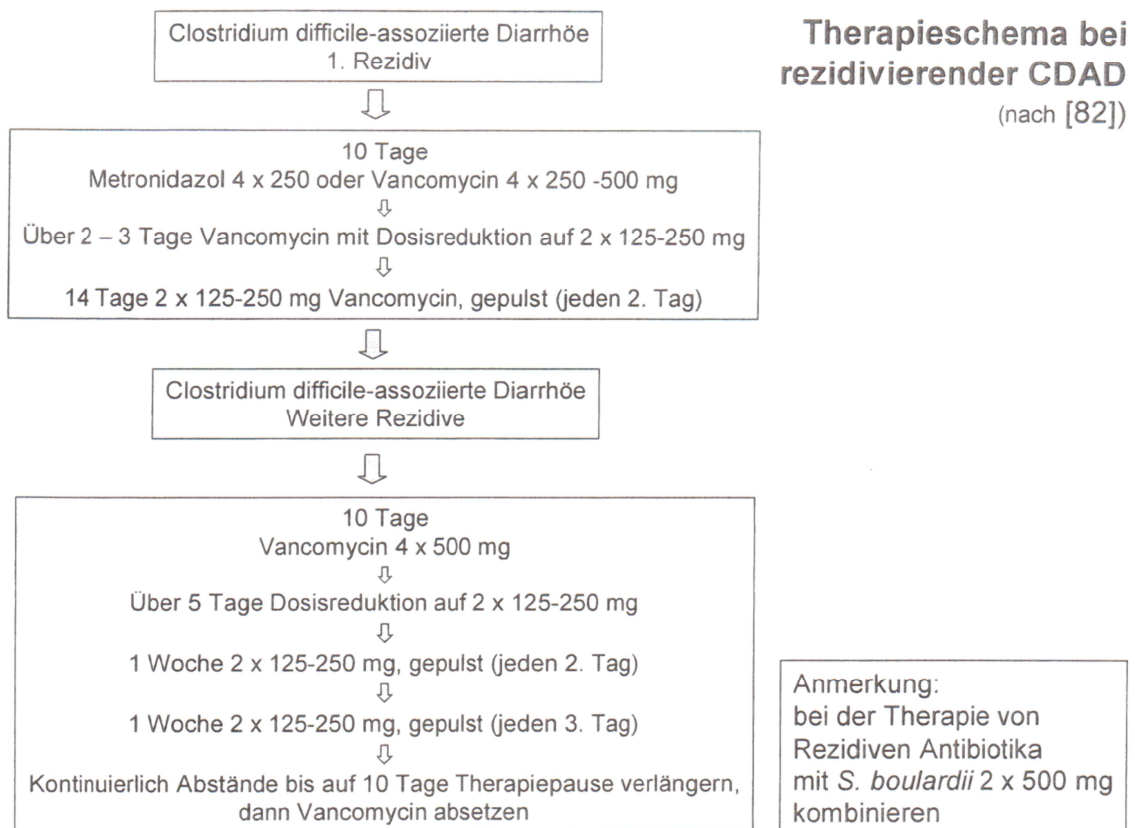 Therapieschema bei
rezidivierender CDAD
(nach [82])
Clostridium difficile-assoziierte Diarrhöe
1. Rezidiv
10 Tage
Metronidazol 4 x 250 oder Vancomycin 4 x 250 -500 mg
Über 2 – 3 Tage Vancomycin mit Dosisreduktion auf 2 x 125-250 mg
14 Tage 2 x 125-250 mg Vancomycin, gepulst (jeden 2. Tag)
Clostridium difficile-assoziierte Diarrhöe
Weitere Rezidive
10 Tage
Vancomycin 4 x 500 mg
Über 5 Tage Dosisreduktion auf 2 x 125-250 mg
1 Woche 2 x 125-250 mg, gepulst (jeden 2. Tag)
1 Woche 2 x 125-250 mg, gepulst (jeden 3. Tag)
Kontinuierlich Abstände bis auf 10 Tage Therapiepause verlängern,
dann Vancomycin absetzen
Anmerkung:
bei der Therapie von
Rezidiven Antibiotika
mit S. boulardii 2 x 500 mg
kombinieren